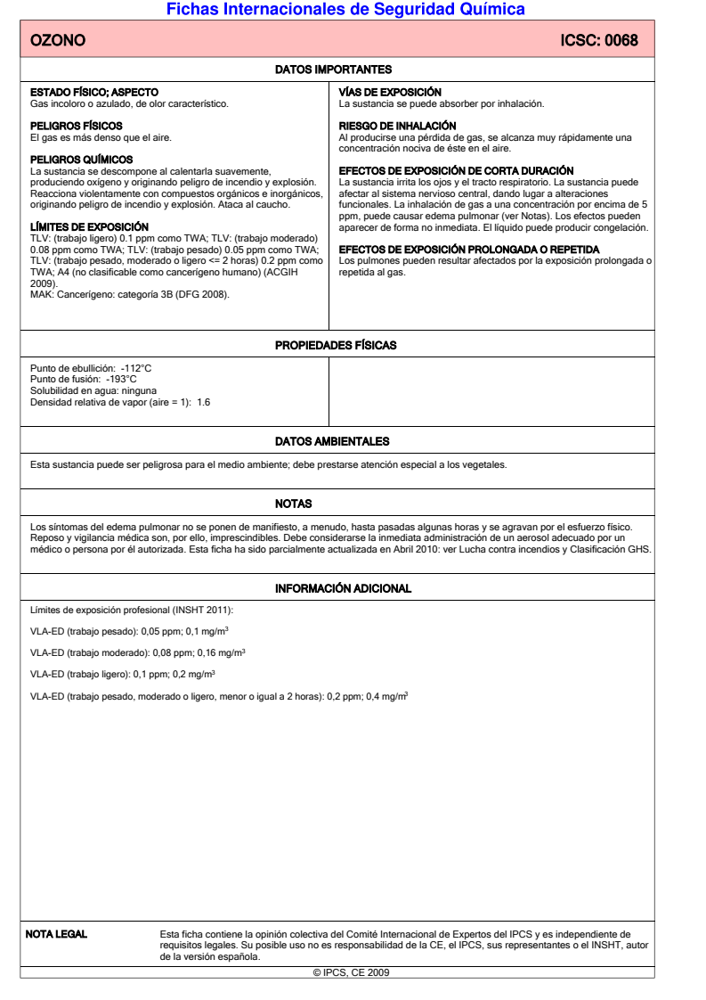 Fichas Internacionales de Seguridad Química
OZONO
ICSC: 0068
DATOS IMPORTANTES
ESTADO FÍSICO; ASPECTO
Gas incoloro o azulado, de olor característico.
PELIGROS FÍSICOS
El gas es más denso que el aire.
PELIGROS QUÍMICOS
La sustancia se descompone al calentarla suavemente,
produciendo oxígeno y originando peligro de incendio y explosión.
Reacciona violentamente con compuestos orgánicos e inorgánicos,
originando peligro de incendio y explosión. Ataca al caucho.
LÍMITES DE EXPOSICIÓN
TLV: (trabajo ligero) 0.1 ppm como TWA; TLV: (trabajo moderado)
0.08 ppm como TWA; TLV: (trabajo pesado) 0.05 ppm como TWA;
TLV: (trabajo pesado, moderado o ligero <= 2 horas) 0.2 ppm como
TWA; A4 (no clasificable como cancerígeno humano) (ACGIH
2009).
MAK: Cancerígeno: categoría 3B (DFG 2008).
VÍAS DE EXPOSICIÓN
La sustancia se puede absorber por inhalación.
RIESGO DE INHALACIÓN
Al producirse una pérdida de gas, se alcanza muy rápidamente una
concentración nociva de éste en el aire.
EFECTOS DE EXPOSICIÓN DE CORTA DURACIÓN
La sustancia irrita los ojos y el tracto respiratorio. La sustancia puede
afectar al sistema nervioso central, dando lugar a alteraciones
funcionales. La inhalación de gas a una concentración por encima de 5
ppm, puede causar edema pulmonar (ver Notas). Los efectos pueden
aparecer de forma no inmediata. El líquido puede producir congelación.
EFECTOS DE EXPOSICIÓN PROLONGADA O REPETIDA
Los pulmones pueden resultar afectados por la exposición prolongada o
repetida al gas.
PROPIEDADES FÍSICAS
Punto de ebullición: -112°C
Punto de fusión: -193°C
Solubilidad en agua: ninguna
Densidad relativa de vapor (aire = 1): 1.6
DATOS AMBIENTALES
Esta sustancia puede ser peligrosa para el medio ambiente; debe prestarse atención especial a los vegetales.
NOTAS
Los síntomas del edema pulmonar no se ponen de manifiesto, a menudo, hasta pasadas algunas horas y se agravan por el esfuerzo físico.
Reposo y vigilancia médica son, por ello, imprescindibles. Debe considerarse la inmediata administración de un aerosol adecuado por un
médico o persona por él autorizada. Esta ficha ha sido parcialmente actualizada en Abril 2010: ver Lucha contra incendios y Clasificación GHS.
INFORMACIÓN ADICIONAL
Límites de exposición profesional (INSHT 2011):
VLA-ED (trabajo pesado): 0,05 ppm; 0,1 mg/m³
VLA-ED (trabajo moderado): 0,08 ppm; 0,16 mg/m³
VLA-ED (trabajo ligero): 0,1 ppm; 0,2 mg/m³
VLA-ED (trabajo pesado, moderado o ligero, menor o igual a 2 horas): 0,2 ppm; 0,4 mg/m³
NOTA LEGAL
Esta ficha contiene la opinión colectiva del Comité Internacional de Expertos del IPCS y es independiente de
requisitos legales. Su posible uso no es responsabilidad de la CE, el IPCS, sus representantes o el INSHT, autor
de la versión española.
© IPCS, CE 2009